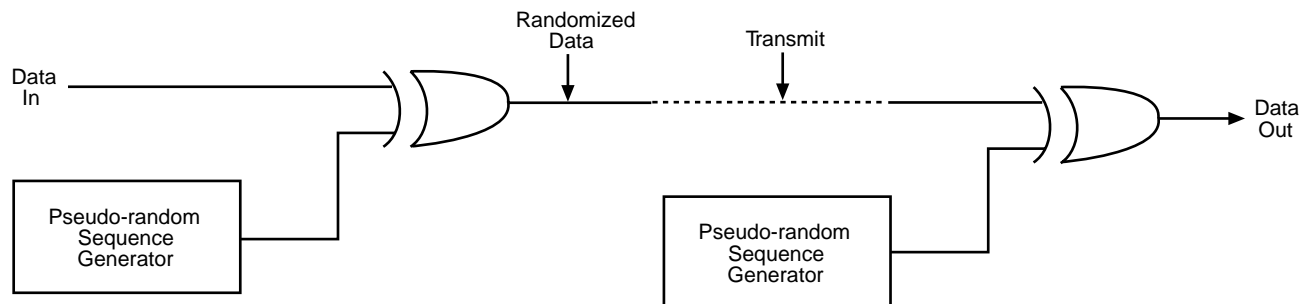 Randomized
Data
Transmit
Data
In
Data
Out
Pseudo-random
Sequence
Generator
Pseudo-random
Sequence
Generator